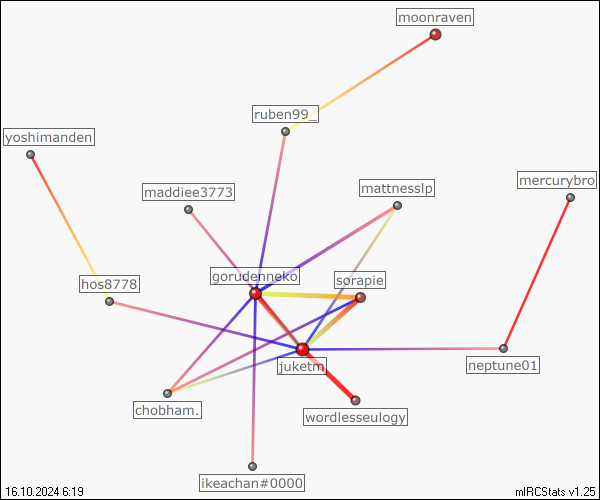 moonraven
ruben99_
yoshimanden
mercurybro
maddiee3773
mattnesslp
gorudenneko
sorapie
hos8778
juketm
neptune01
chobham.
wordlesseulogy
ikeachan#0000
16.10.2024 6:19
mIRCStats v1.25